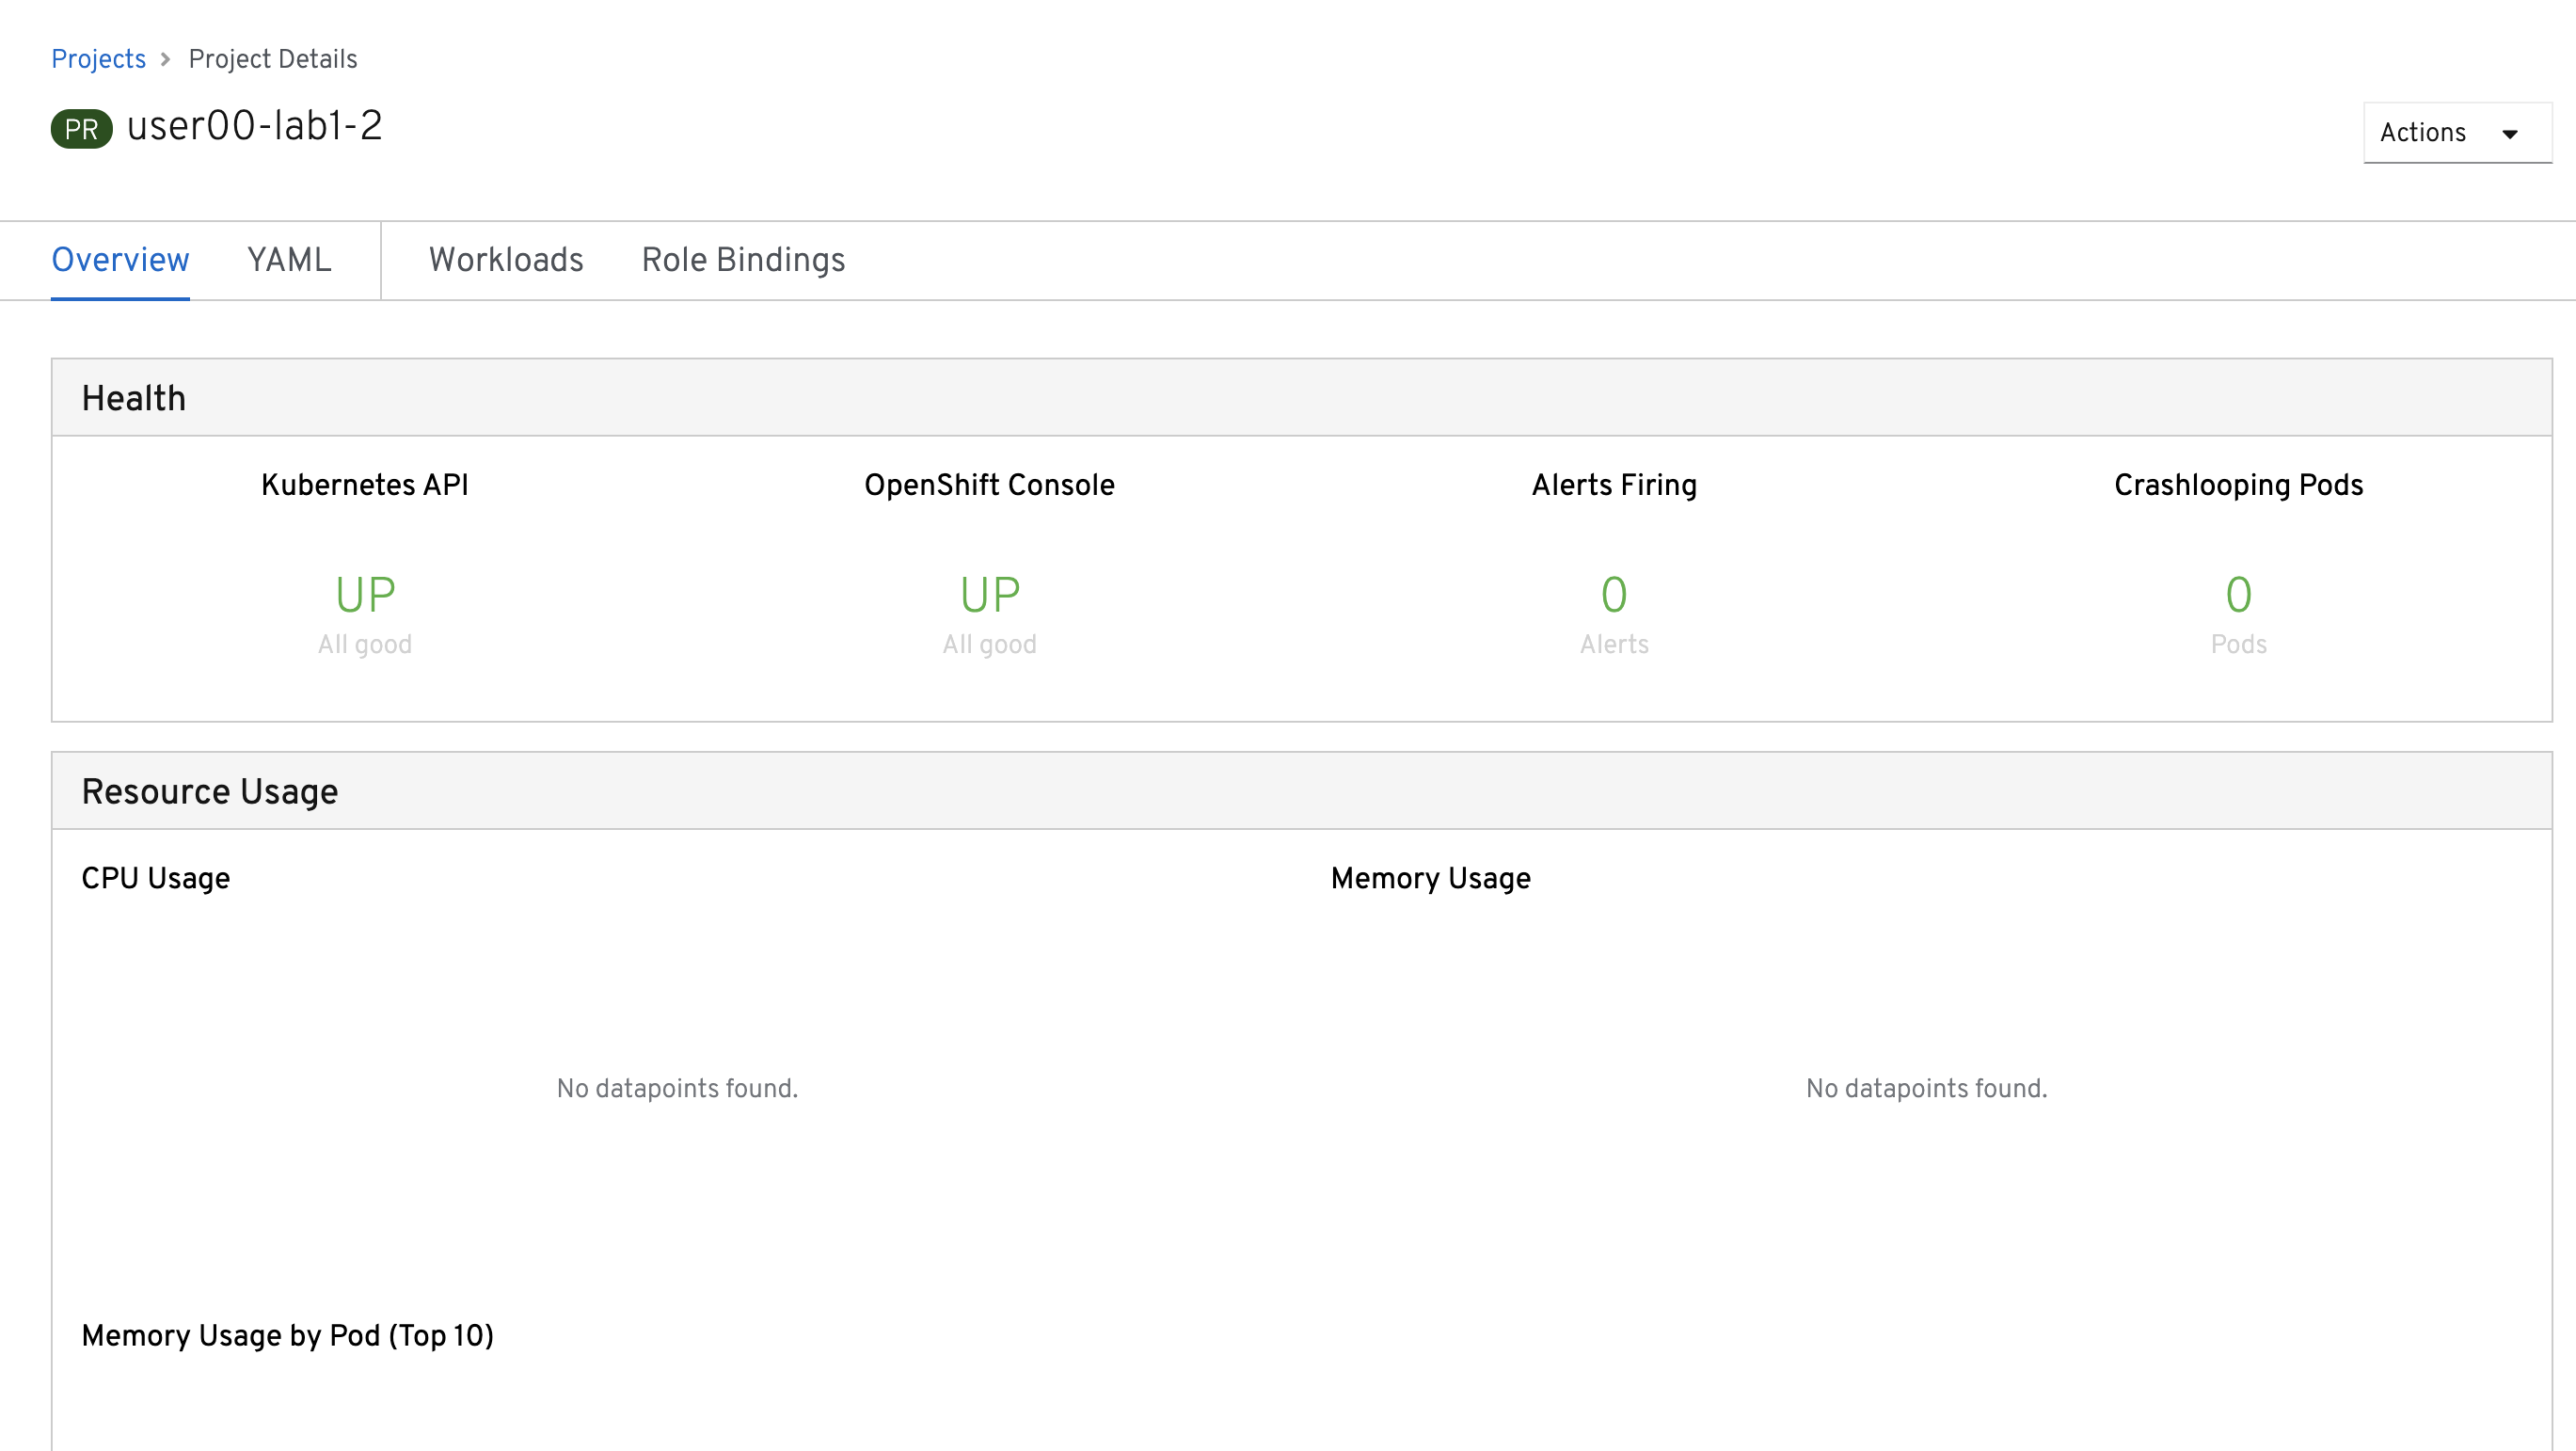 Projects > Project Details
PR user00-lab1-2
Actions
Overview YAML Workloads Role Bindings
Health
Kubernetes API OpenShift Console Alerts Firing Crashlooping Pods
UP UP 0 0
All good All good Alerts Pods
Resource Usage
CPU Usage Memory Usage
No datapoints found. No datapoints found.
Memory Usage by Pod (Top 10)